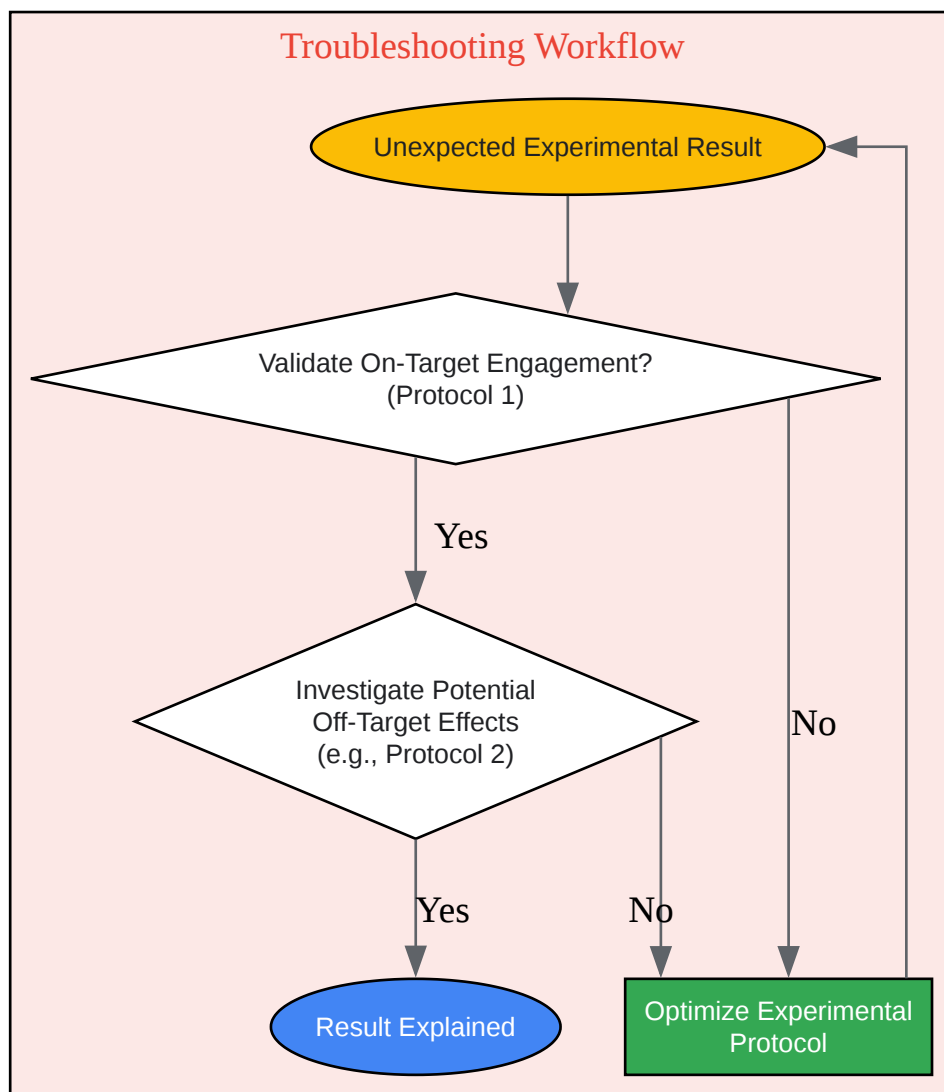 Troubleshooting Workflow
Unexpected Experimental Result
Validate On-Target Engagement?
(Protocol 1)
Yes
Investigate Potential
Off-Target Effects
(e.g., Protocol 2)
No
Yes
No
Result Explained
Optimize Experimental
Protocol